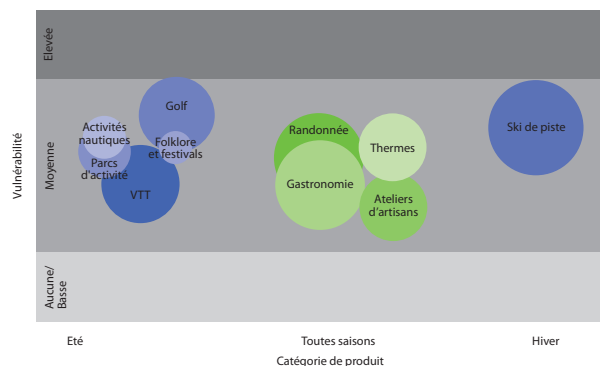 Elevée
Vulnérabilité
Moyenne
Aucune/
Basse
Golf
Activités
nautiques
Folklore
et festivals
Parcs
d'activité
VTT
Randonnée
Thermes
Gastronomie
Ateliers
d'artisans
Ski de piste
Eté
Toutes saisons
Hiver
Catégorie de produit